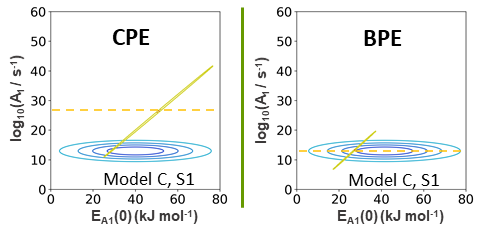 CPE
log₁₀(A₁ / s⁻¹)
60
50
40
30
20
10
0
Model C, S1
0 20 40 60 80
E_A1(0) (kJ mol⁻¹)
BPE
log₁₀(A₁ / s⁻¹)
60
50
40
30
20
10
0
Model C, S1
0 20 40 60 80
E_A1(0) (kJ mol⁻¹)